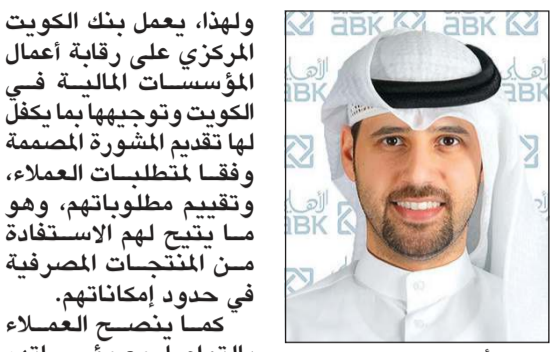 ولهذا، يعمل بنك الكويت
المركزي على رقابة أعمال
المؤسسات المالية في
الكويت وتوجيهها بما يكفل
لها تقديم المشورة المصممة
وفقا لمتطلبات العملاء،
وتقييم مطلوباتهم، وهو
ما يتيح لهم الاستفادة
من المنتجات المصرفية
في حدود إمكاناتهم.
كما ينصح العملاء
ABK
ABK
ABK